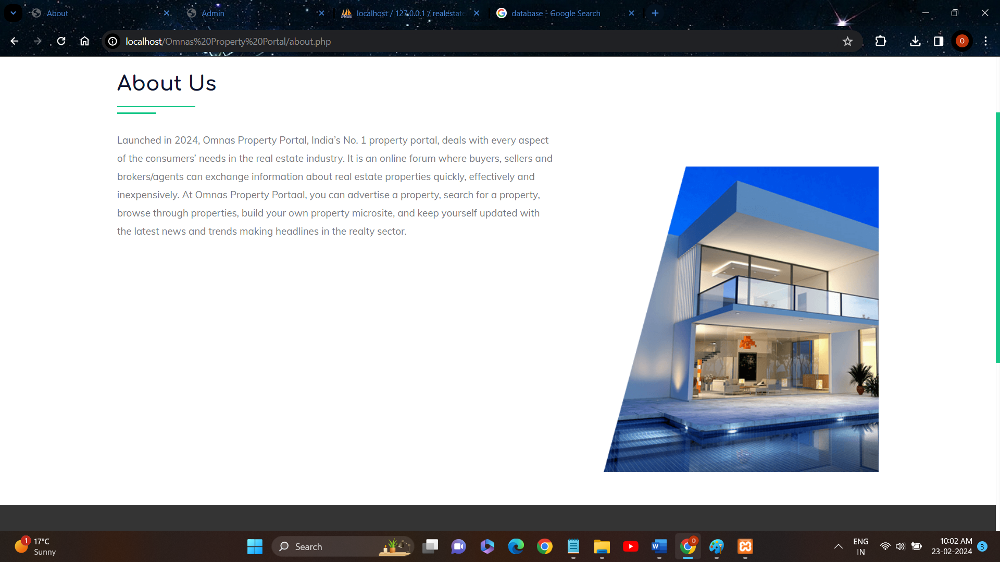 About
Admin
localhost / 127.0.0.1 / realestate
database - Google Search
localhost/Omnas%20Property%20Portal/about.php
O
About Us
Launched in 2024, Omnas Property Portal, India’s No. 1 property portal, deals with every aspect
of the consumers’ needs in the real estate industry. It is an online forum where buyers, sellers and
brokers/agents can exchange information about real estate properties quickly, effectively and
inexpensively. At Omnas Property Portaal, you can advertise a property, search for a property,
browse through properties, build your own property microsite, and keep yourself updated with
the latest news and trends making headlines in the realty sector.
1
17°C
Sunny
Search
ENG
IN
10:02 AM
23-02-2024
3